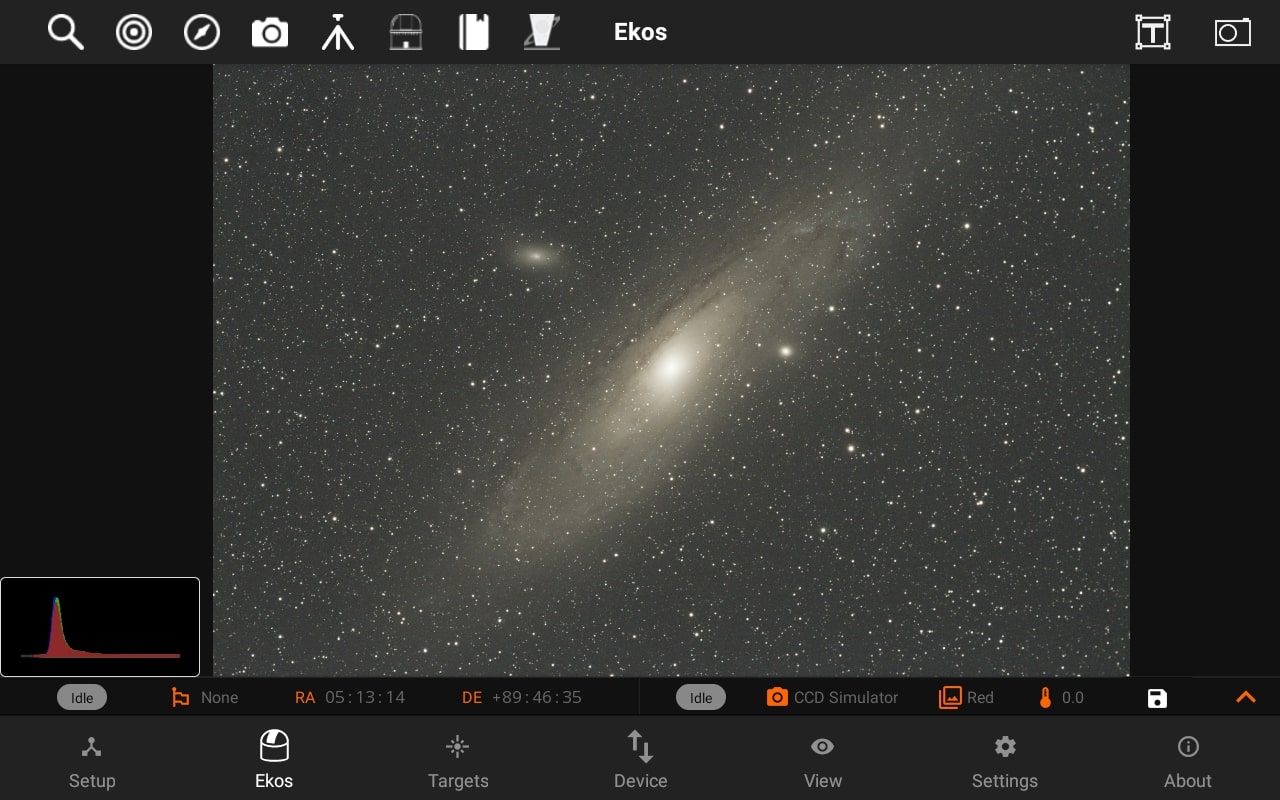 Ekos
T
Idle None RA 05:13:14 DE +89:46:35 Idle CCD Simulator Red 0.0
Setup Ekos Targets Device View Settings About